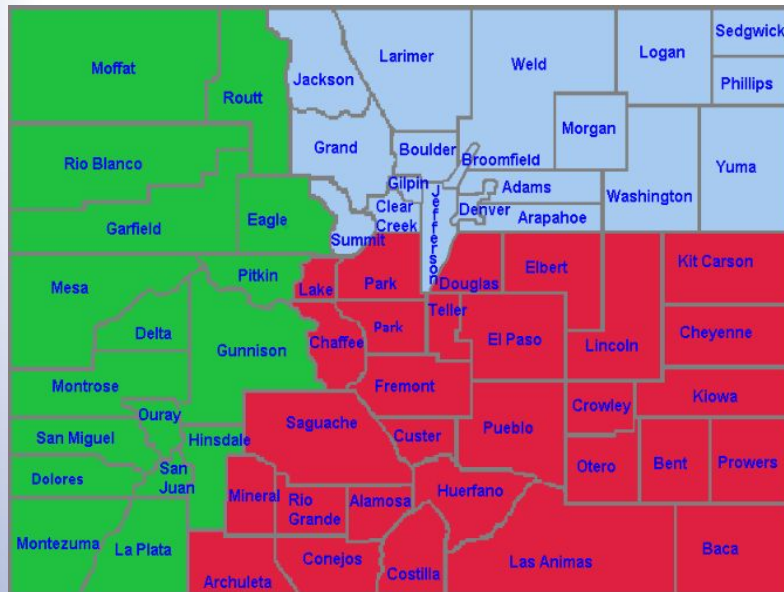 Sedgwick
Moffat
Larimer
Weld
Logan
Jackson
Phillips
Routt
Morgan
Grand
Boulder
Rio Blanco
Broomfield
Yuma
Gilpin
Adams
Washington
Jefferson
Eagle
Clear
Creek
Denver
Arapahoe
Garfield
Summit
Kit Carson
Pitkin
Elbert
Mesa
Lake
Park
Douglas
Teller
Delta
Park
Cheyenne
Gunnison
Chaffee
El Paso
Lincoln
Montrose
Fremont
Kiowa
Ouray
Crowley
Saguache
San Miguel
Hinsdale
Custer
Pueblo
San
Juan
Otero
Bent
Prowers
Dolores
Mineral
Rio
Grande
Alamosa
Huerfano
Montezuma
La Plata
Conejos
Las Animas
Baca
Archuleta
Costilla